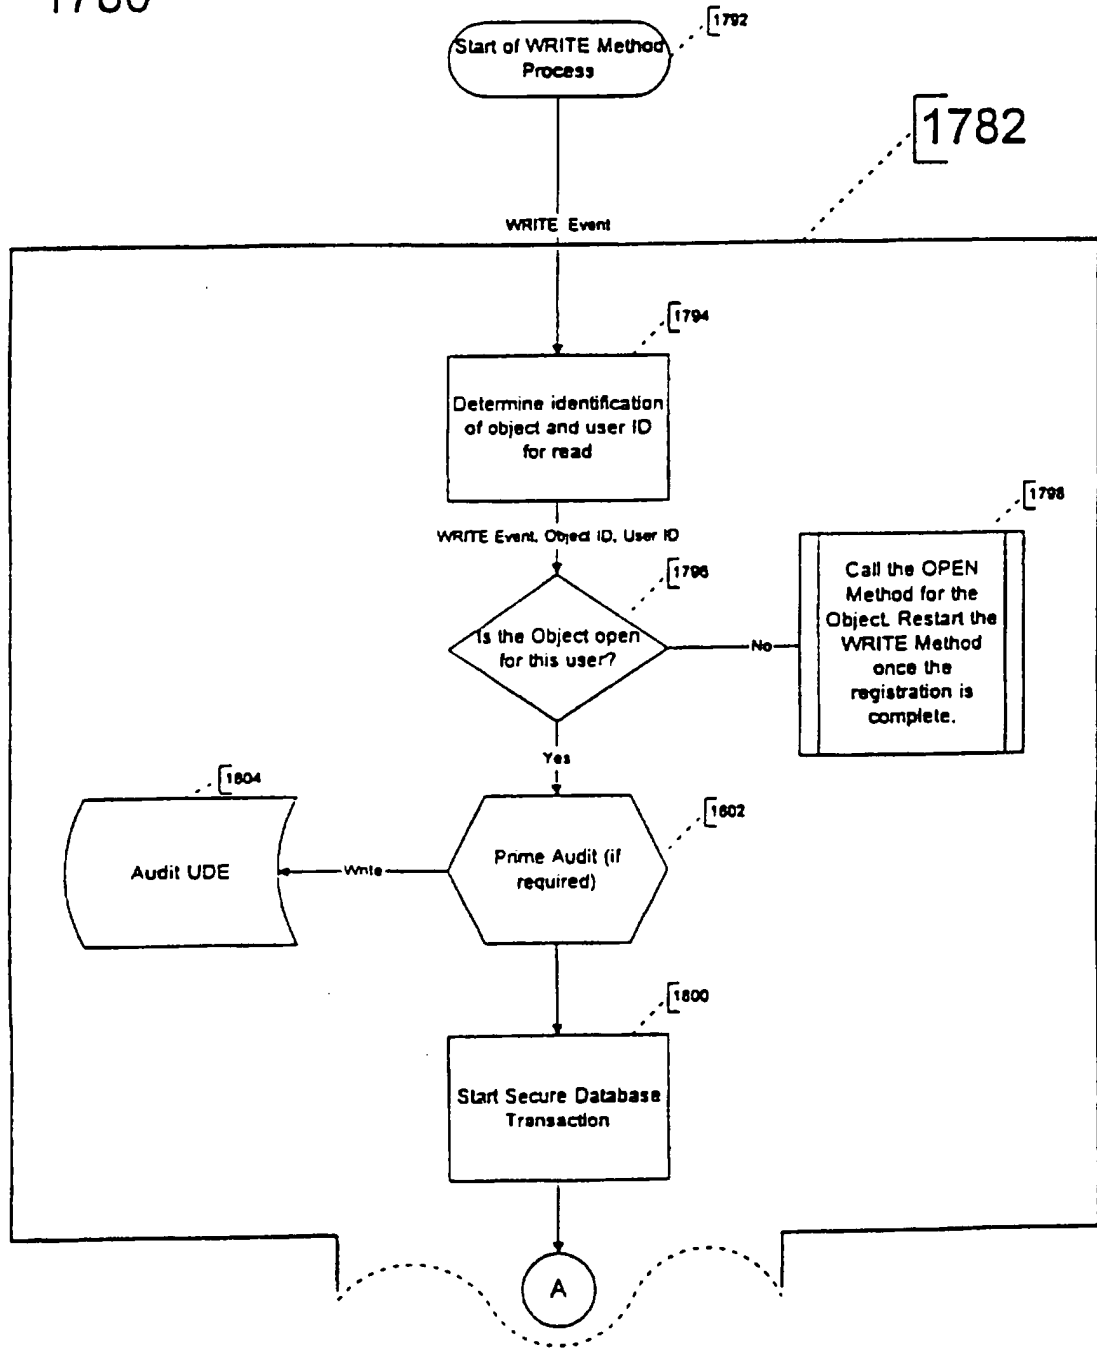 1780
1792
Start of WRITE Method
Process
1782
WRITE Event
1794
Determine identification
of object and user ID
for read
WRITE Event, Object ID, User ID
1796
Is the Object open
for this user?
No
1798
Call the OPEN
Method for the
Object. Restart the
WRITE Method
once the
registration is
complete.
Yes
1804
Audit UDE
Write
1802
Prime Audit (if
required)
1800
Start Secure Database
Transaction
A